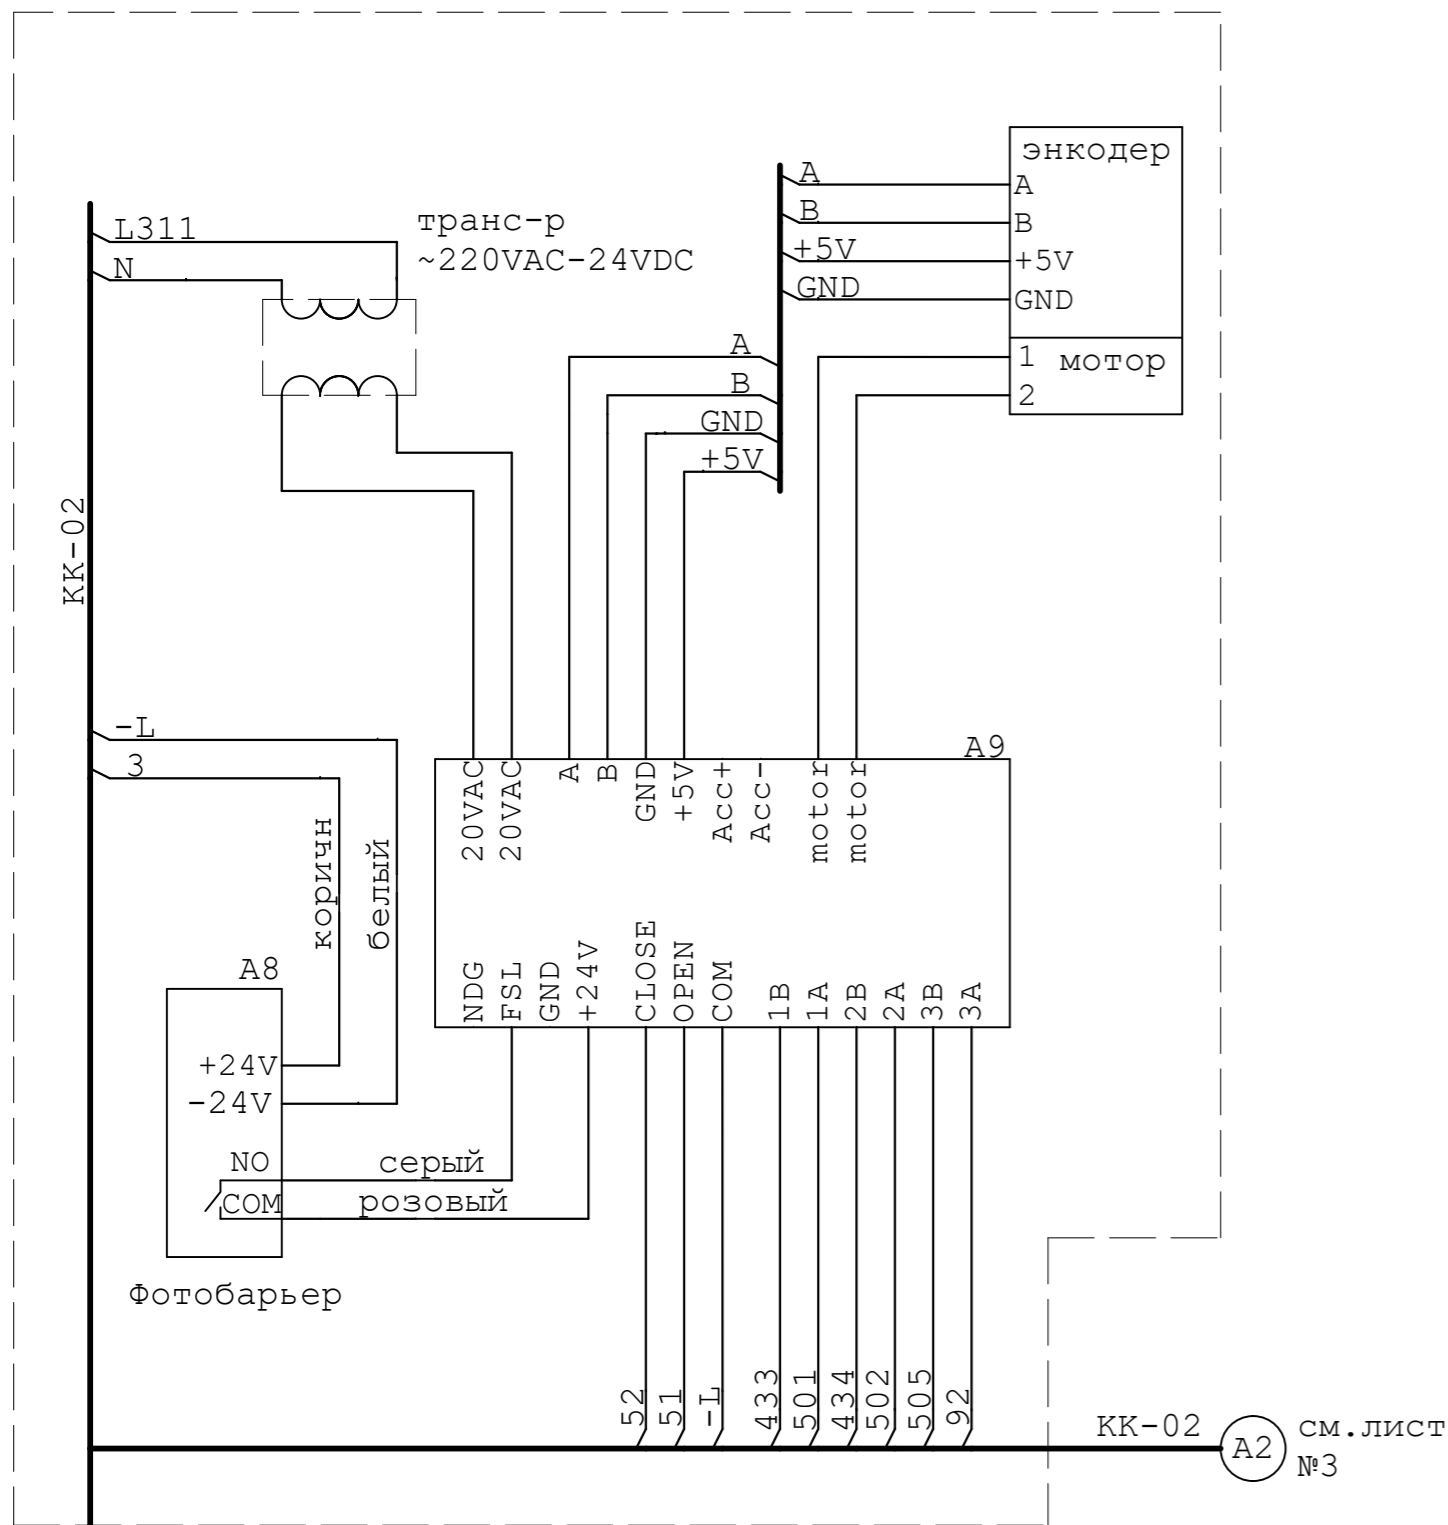 энкодер
A
A
B
B
+5V
+5V
GND
GND
1 мотор
2
транс-р
~220VAC-24VDC
L311
N
A
B
GND
+5V
КК-02
-L
3
коричн
белый
A9
20VAC
20VAC
A
B
GND
+5V
Acc+
Acc-
motor
motor
NDG
FSL
GND
+24V
CLOSE
OPEN
COM
1B
1A
2B
2A
3B
3A
A8
+24V
-24V
NO
COM
серый
розовый
Фотобарьер
52
51
-L
433
501
434
502
505
92
КК-02
A2
см.лист
№3